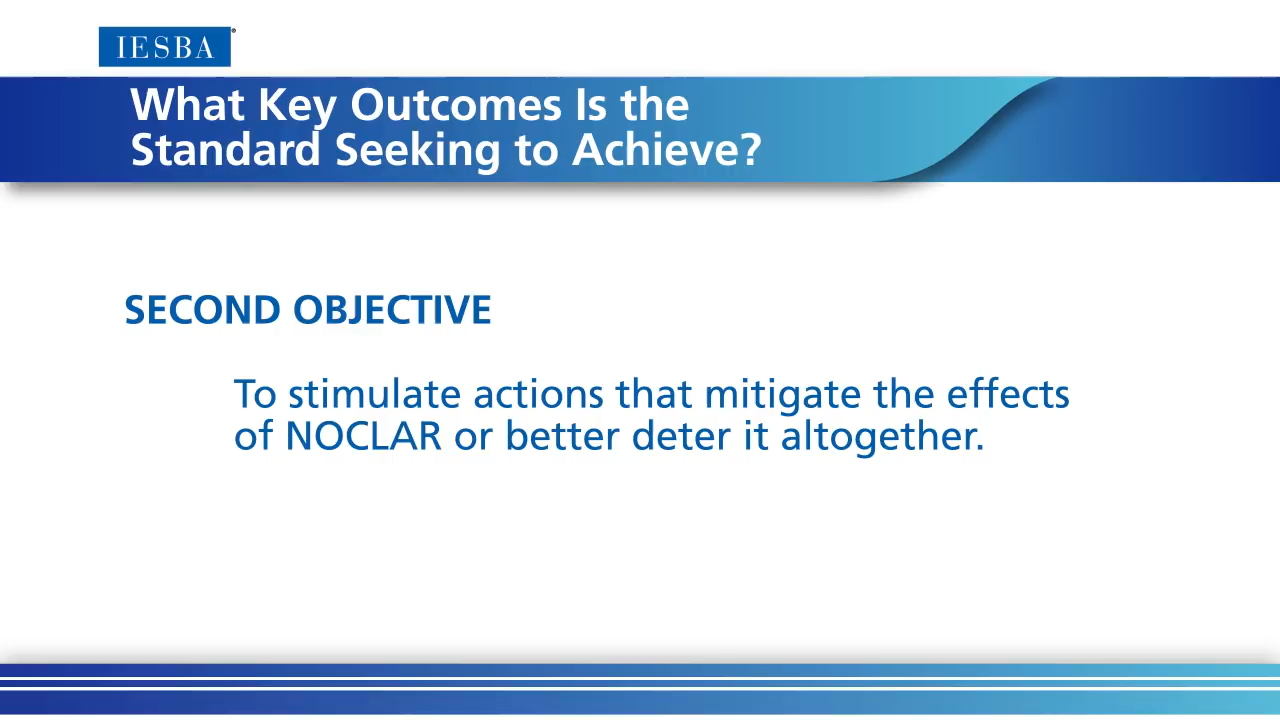 IESBA®
What Key Outcomes Is the
Standard Seeking to Achieve?
SECOND OBJECTIVE
To stimulate actions that mitigate the effects
of NOCLAR or better deter it altogether.